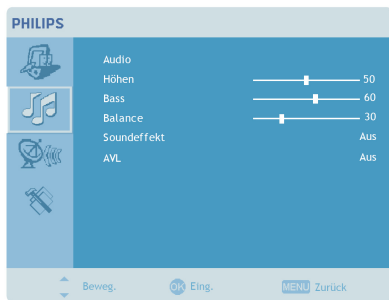 PHILIPS
Audio
Höhen 50
Bass 60
Balance 30
Soundeffekt Aus
AVL Aus
Beweg. OK Eing. MENU Zurück